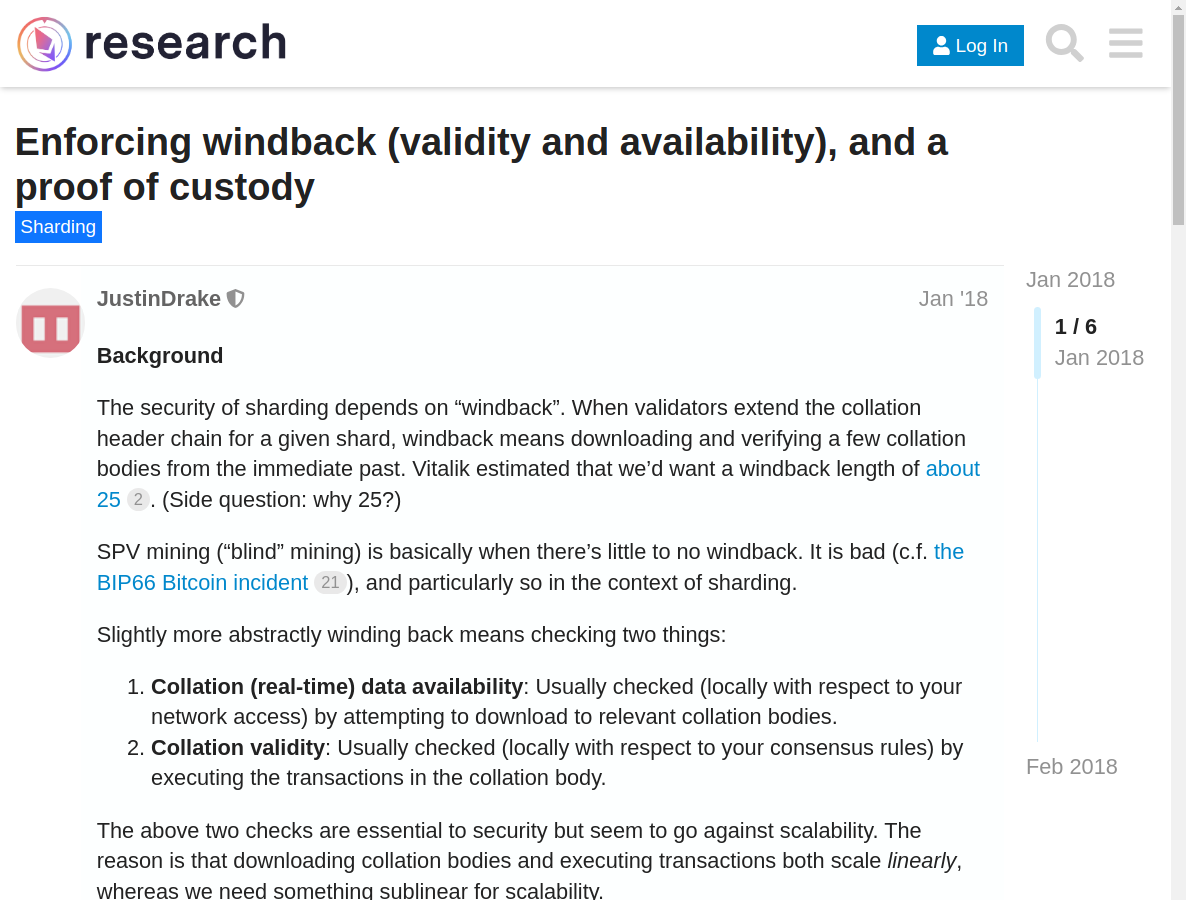 research
Log In
Enforcing windback (validity and availability), and a
proof of custody
Sharding
JustinDrake
Jan '18
Background
The security of sharding depends on “windback”. When validators extend the collation
header chain for a given shard, windback means downloading and verifying a few collation
bodies from the immediate past. Vitalik estimated that we’d want a windback length of about
25 2 . (Side question: why 25?)
SPV mining (“blind” mining) is basically when there’s little to no windback. It is bad (c.f. the
BIP66 Bitcoin incident 21 ), and particularly so in the context of sharding.
Slightly more abstractly winding back means checking two things:
1. Collation (real-time) data availability: Usually checked (locally with respect to your
network access) by attempting to download to relevant collation bodies.
2. Collation validity: Usually checked (locally with respect to your consensus rules) by
executing the transactions in the collation body.
The above two checks are essential to security but seem to go against scalability. The
reason is that downloading collation bodies and executing transactions both scale linearly,
whereas we need something sublinear for scalability.
Jan 2018
1 / 6
Jan 2018
Feb 2018